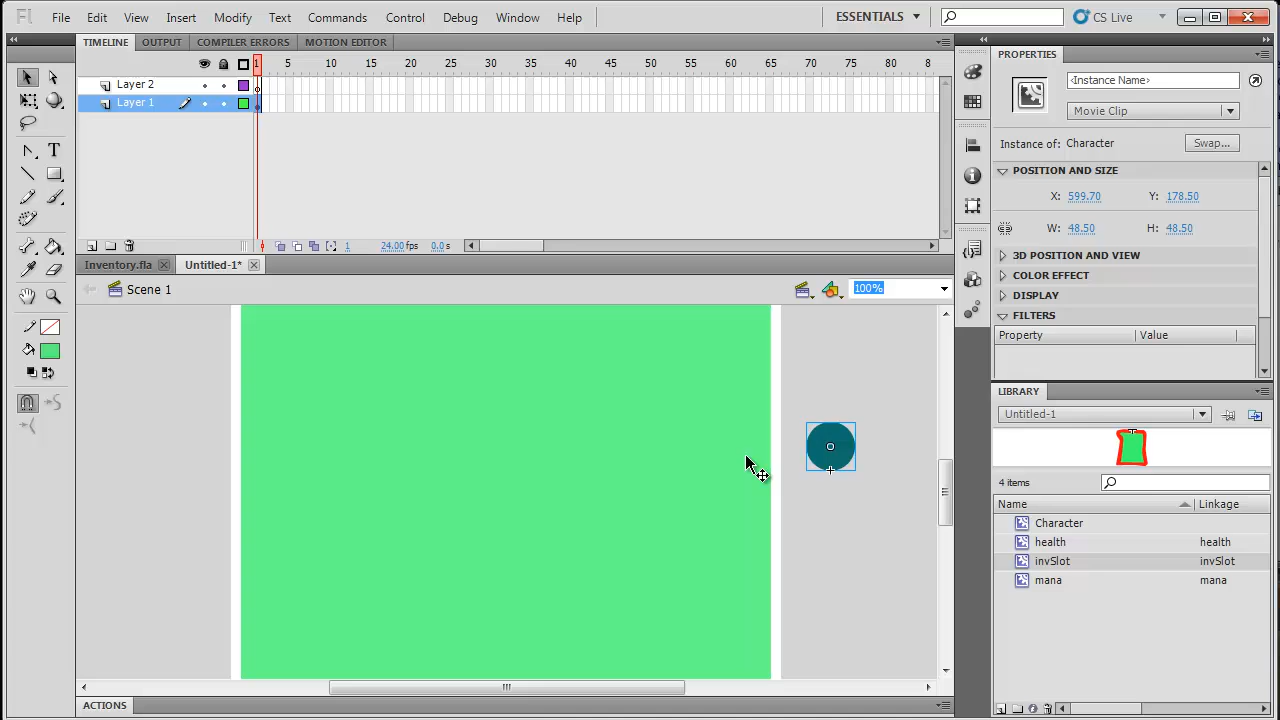 Fl File Edit View Insert Modify Text Commands Control Debug Window Help ESSENTIALS CS Live
TIMELINE OUTPUT COMPILER ERRORS MOTION EDITOR
1 5 10 15 20 25 30 35 40 45 50 55 60 65 70 75 80 8
Layer 2
Layer 1
1 24.00 fps 0.0 s
Inventory.fla Untitled-1*
Scene 1 100%
ACTIONS
PROPERTIES
<Instance Name>
Movie Clip
Instance of: Character Swap...
POSITION AND SIZE
X: 599.70 Y: 178.50
W: 48.50 H: 48.50
3D POSITION AND VIEW
COLOR EFFECT
DISPLAY
FILTERS
Property Value
LIBRARY
Untitled-1
4 items
Name Linkage
Character
health health
invSlot invSlot
mana mana